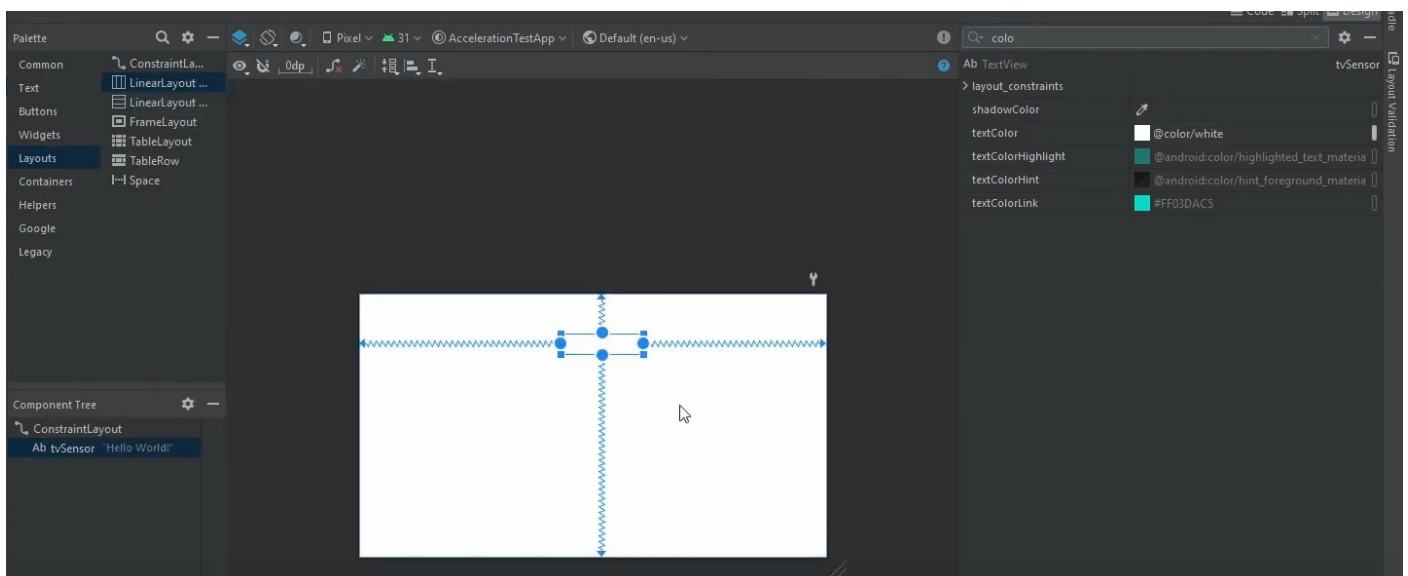 Code Split Design
Palette
Pixel 31 AccelerationTestApp Default (en-us)
colo
Common
Text
Buttons
Widgets
Layouts
Containers
Helpers
Google
Legacy
ConstraintLa...
LinearLayout ...
LinearLayout ...
FrameLayout
TableLayout
TableRow
Space
0dp
Ab TextView tvSensor
layout_constraints
shadowColor
textColor @color/white
textColorHighlight @android:color/highlighted_text_materia
textColorHint @android:color/hint_foreground_materia
textColorLink #FF03DAC5
Layout Validation
Component Tree
ConstraintLayout
Ab tvSensor "Hello World!"